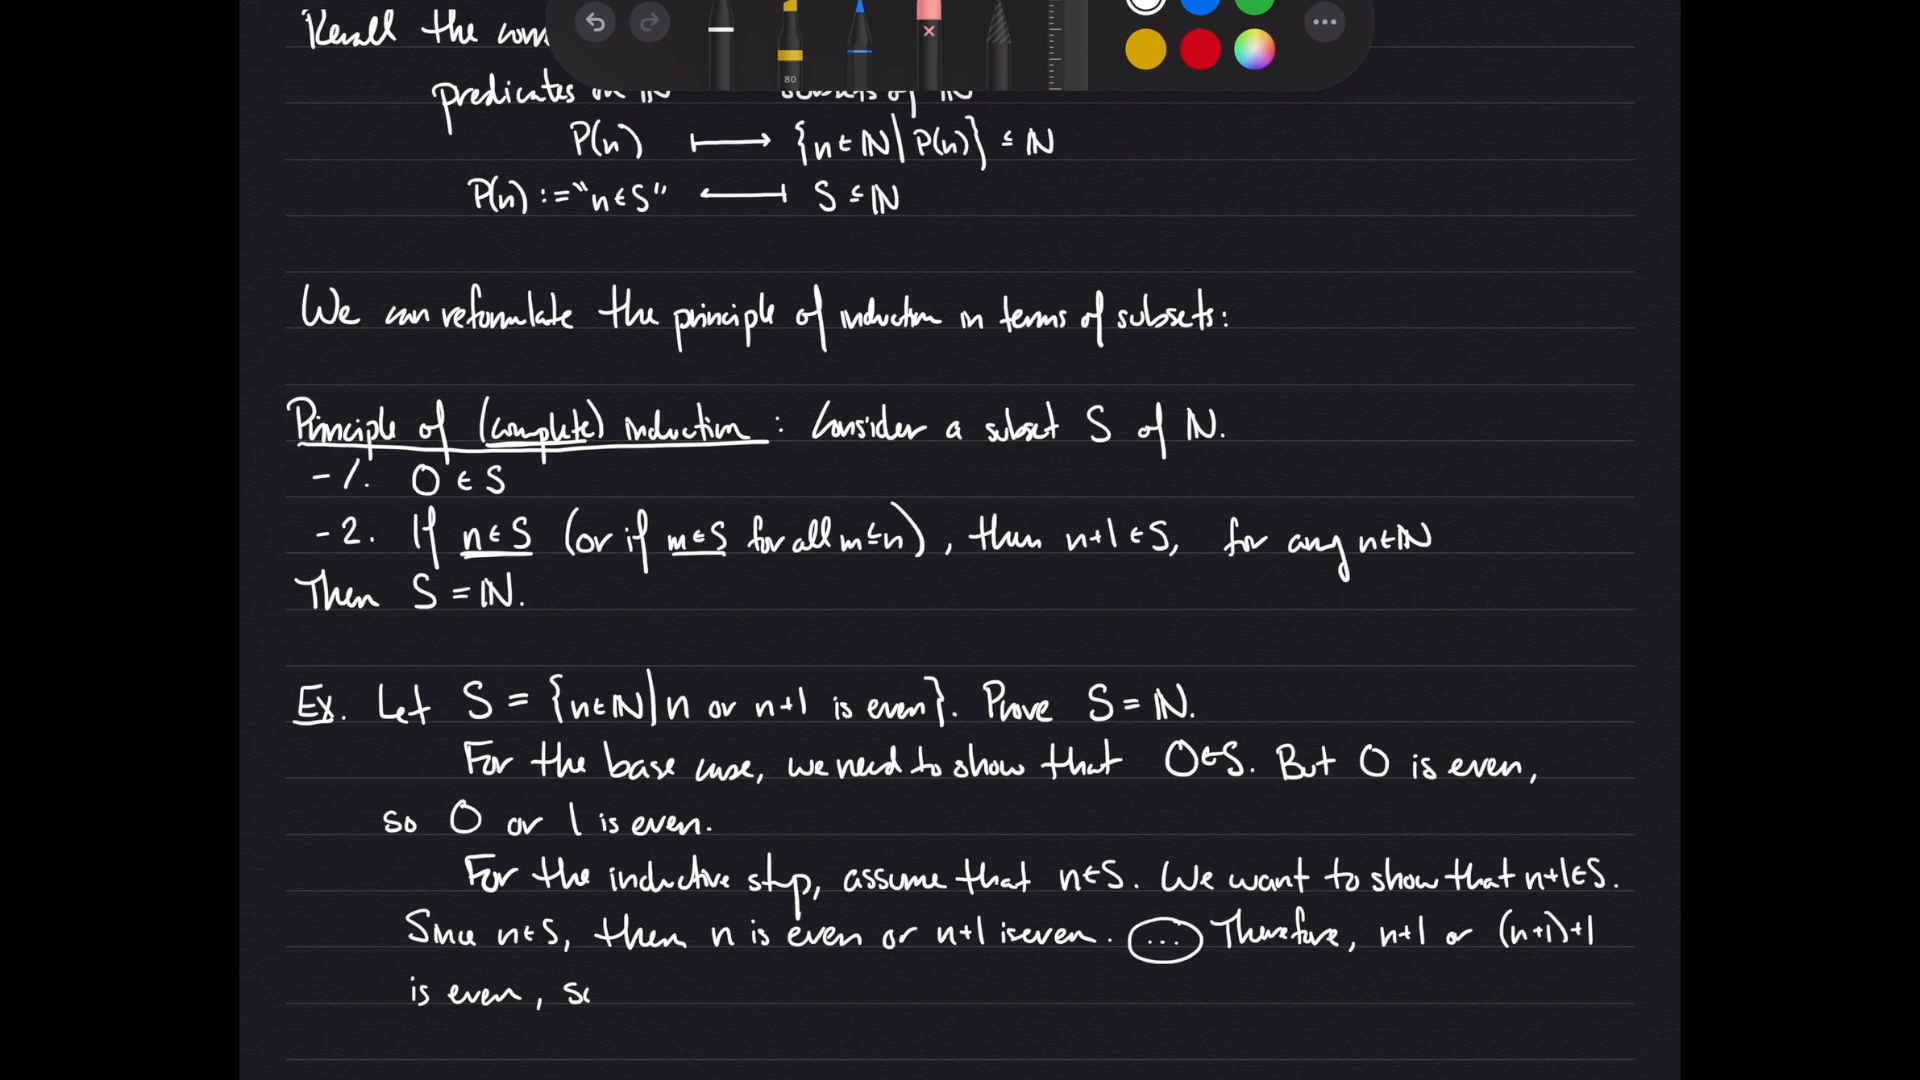 Recall the
80
predicates on ℕ subsets of ℕ
P(n) ⟼ {n∈ℕ|P(n)} ⊆ ℕ
P(n) := "n∈S" ⟻ S ⊆ ℕ
We can reformulate the principle of induction in terms of subsets:
Principle of (complete) induction: Consider a subset S of ℕ.
-1. 0 ∈ S
-2. If n∈S (or if m∈S for all m≤n), then n+1∈S, for any n∈ℕ
Then S = ℕ.
Ex. Let S = {n∈ℕ|n or n+1 is even}. Prove S = ℕ.
For the base case, we need to show that 0∈S. But 0 is even,
so 0 or 1 is even.
For the inductive step, assume that n∈S. We want to show that n+1∈S.
Since n∈S, then n is even or n+1 is even. (...) Therefore, n+1 or (n+1)+1
is even, so